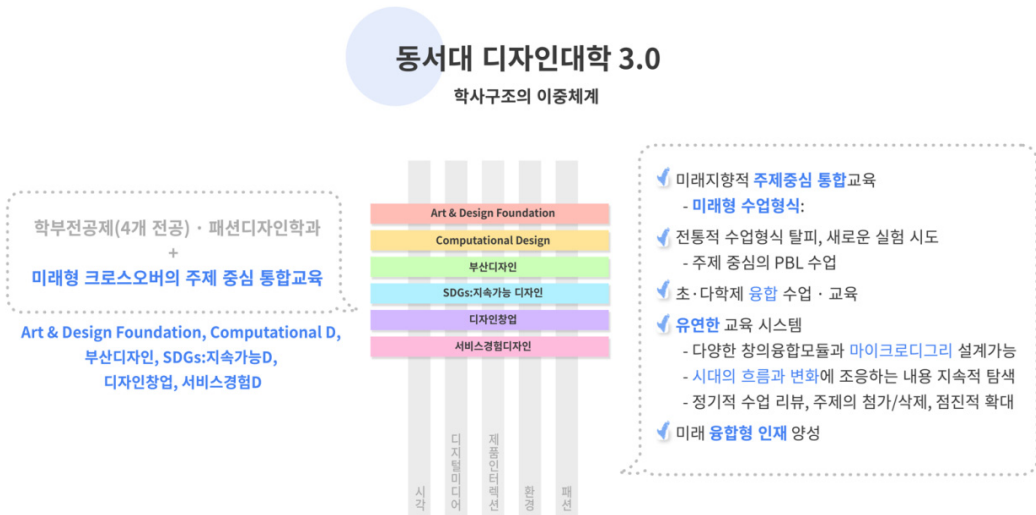 동서대 디자인대학 3.0
학사구조의 이중체계
학부전공제(4개 전공) · 패션디자인학과
+
미래형 크로스오버의 주제 중심 통합교육
Art & Design Foundation, Computational D,
부산디자인, SDGs:지속가능D,
디자인창업, 서비스경험D
Art & Design Foundation
Computational Design
부산디자인
SDGs:지속가능 디자인
디자인창업
서비스경험디자인
시각
디지털미디어
제품인터렉션
환경
패션
미래지향적 주제중심 통합교육
- 미래형 수업형식:
전통적 수업형식 탈피, 새로운 실험 시도
- 주제 중심의 PBL 수업
초·다학제 융합 수업 · 교육
유연한 교육 시스템
- 다양한 창의융합모듈과 마이크로디그리 설계가능
- 시대의 흐름과 변화에 조응하는 내용 지속적 탐색
- 정기적 수업 리뷰, 주제의 첨가/삭제, 점진적 확대
미래 융합형 인재 양성